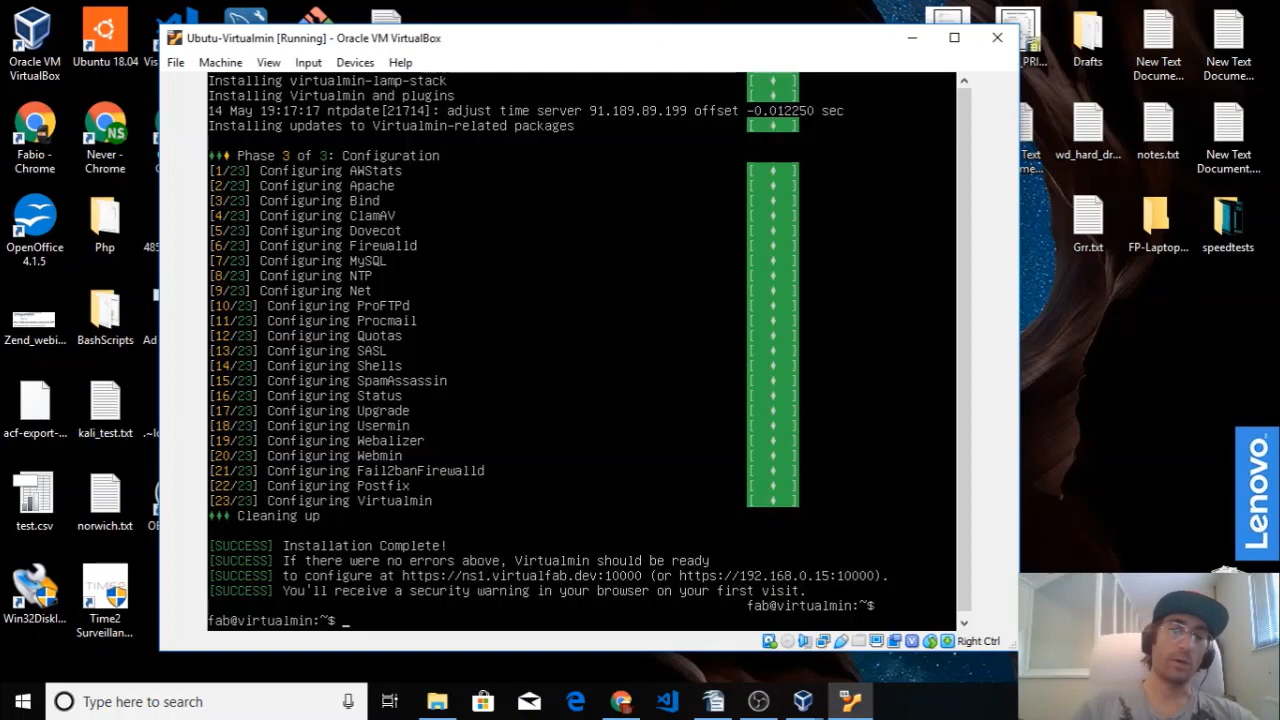 Ubutu-Virtualmin [Running] - Oracle VM VirtualBox
File Machine View Input Devices Help
Installing virtualmin-lamp-stack [ ♦ ]
Installing Virtualmin and plugins [ ♦ ]
14 May 19:17:17 ntpdate[21714]: adjust time server 91.189.89.199 offset -0.012250 sec
Installing updates to Virtualmin-related packages [ ♦ ]
♦♦♦ Phase 3 of 3: Configuration
[1/23] Configuring AWStats [ ♦ ]
[2/23] Configuring Apache [ ♦ ]
[3/23] Configuring Bind [ ♦ ]
[4/23] Configuring ClamAV [ ♦ ]
[5/23] Configuring Dovecot [ ♦ ]
[6/23] Configuring Firewalld [ ♦ ]
[7/23] Configuring MySQL [ ♦ ]
[8/23] Configuring NTP [ ♦ ]
[9/23] Configuring Net [ ♦ ]
[10/23] Configuring ProFTPd [ ♦ ]
[11/23] Configuring Procmail [ ♦ ]
[12/23] Configuring Quotas [ ♦ ]
[13/23] Configuring SASL [ ♦ ]
[14/23] Configuring Shells [ ♦ ]
[15/23] Configuring SpamAssassin [ ♦ ]
[16/23] Configuring Status [ ♦ ]
[17/23] Configuring Upgrade [ ♦ ]
[18/23] Configuring Usermin [ ♦ ]
[19/23] Configuring Webalizer [ ♦ ]
[20/23] Configuring Webmin [ ♦ ]
[21/23] Configuring Fail2banFirewalld [ ♦ ]
[22/23] Configuring Postfix [ ♦ ]
[23/23] Configuring Virtualmin [ ♦ ]
♦♦♦ Cleaning up
[SUCCESS] Installation Complete!
[SUCCESS] If there were no errors above, Virtualmin should be ready
[SUCCESS] to configure at https://ns1.virtualfab.dev:10000 (or https://192.168.0.15:10000).
[SUCCESS] You'll receive a security warning in your browser on your first visit.
fab@virtualmin:~$
fab@virtualmin:~$ _
Right Ctrl
Oracle VM
VirtualBox
Ubuntu 18.04
Fabio -
Chrome
Never -
Chrome
OpenOffice
4.1.5
Php
485
Zend_webi...
BashScripts
Ad
acf-export-...
kali_test.txt
.~lo
test.csv
norwich.txt
OB
Win32Diskl...
TIME2
Time2
Surveillan...
_PRI...
Drafts
New Text
Docume...
New Text
Docume...
Text
me...
wd_hard_dr...
notes.txt
New Text
Document....
Grr.txt
FP-Laptop...
speedtests
Lenovo
Type here to search